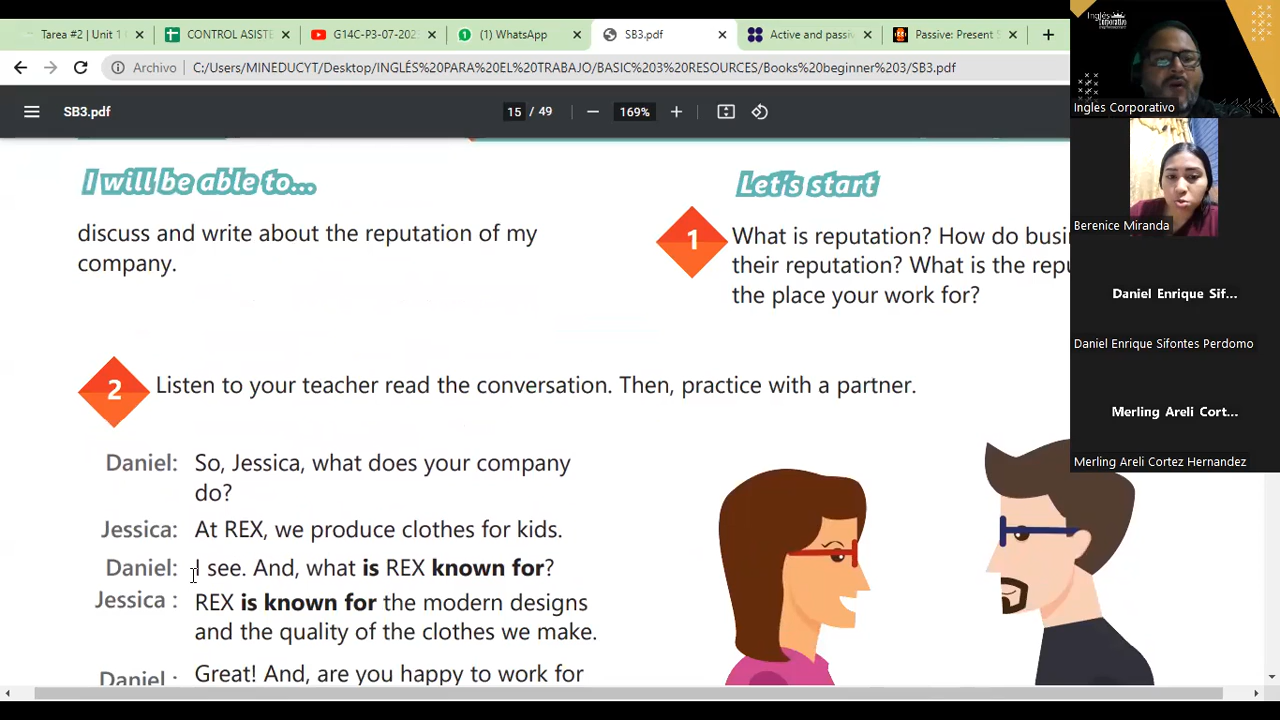 Tarea #2 | Unit 1
CONTROL ASISTE
G14C-P3-07-202
(1) WhatsApp
SB3.pdf
Active and passiv
Passive: Present S
Archivo
C:/Users/MINEDUCYT/Desktop/INGLÉS%20PARA%20EL%20TRABAJO/BASIC%203%20RESOURCES/Books%20beginner%203/SB3.pdf
SB3.pdf
15 / 49
169%
I will be able to...
discuss and write about the reputation of my
company.
Let's start
1
What is reputation? How do busi
their reputation? What is the repu
the place your work for?
2
Listen to your teacher read the conversation. Then, practice with a partner.
Daniel: So, Jessica, what does your company
do?
Jessica: At REX, we produce clothes for kids.
Daniel: I see. And, what is REX known for?
Jessica : REX is known for the modern designs
and the quality of the clothes we make.
Daniel : Great! And, are you happy to work for
Inglés
Corporativo
Ingles Corporativo
Berenice Miranda
Daniel Enrique Sif...
Daniel Enrique Sifontes Perdomo
Merling Areli Cort...
Merling Areli Cortez Hernandez